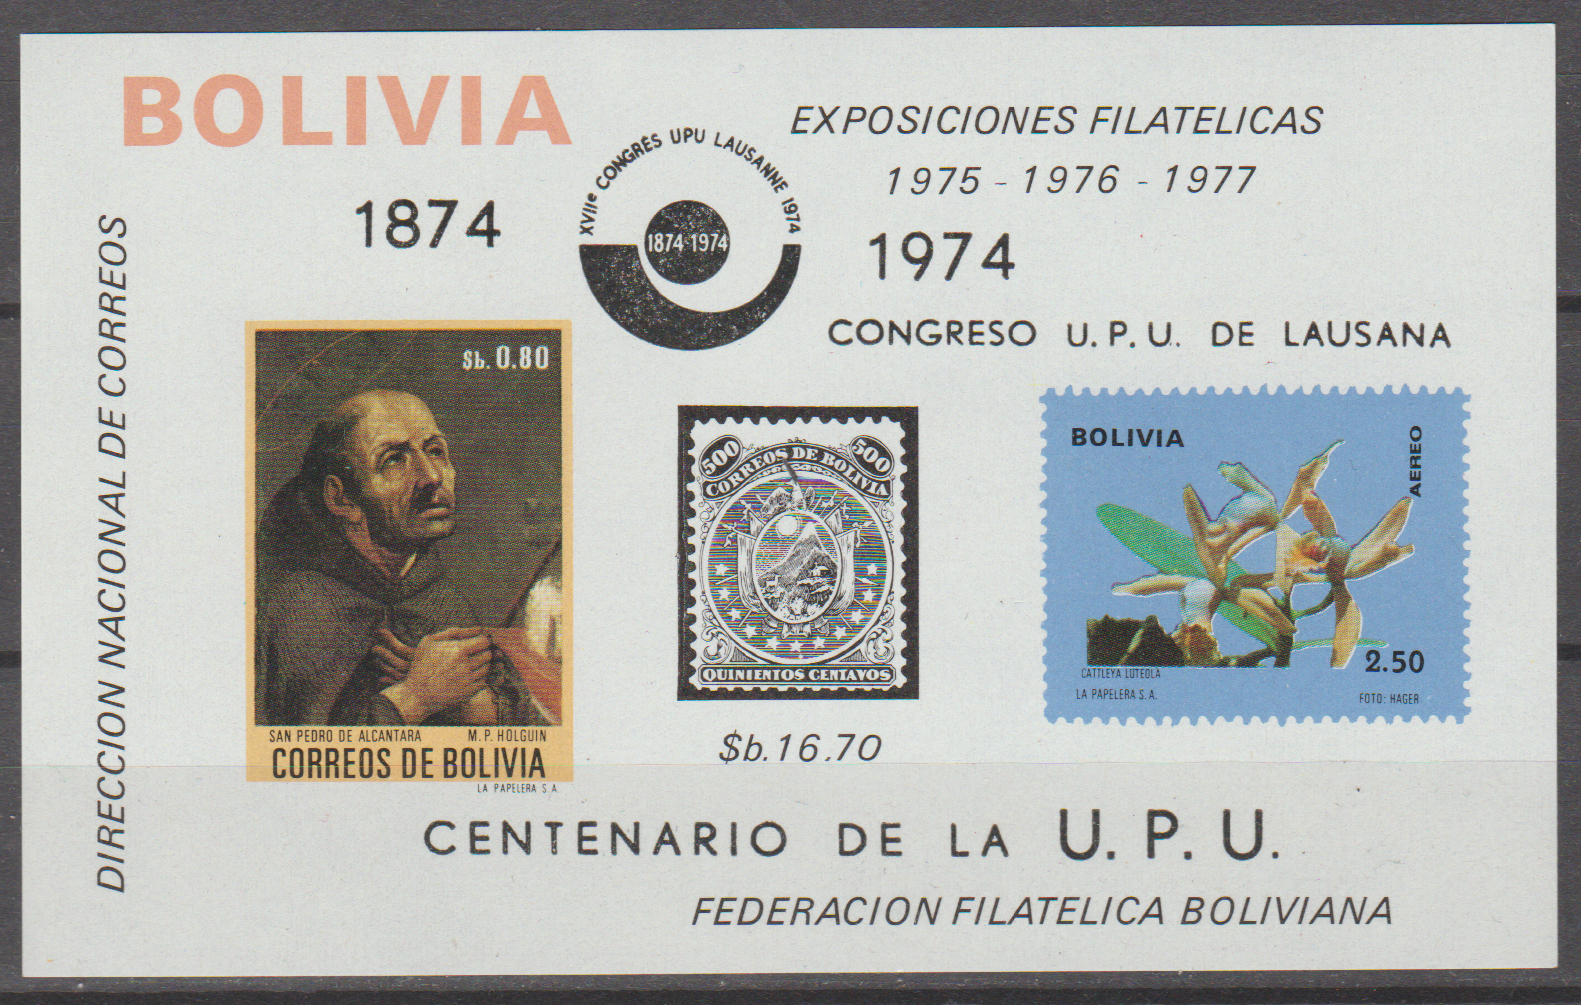 BOLIVIA
EXPOSICIONES FILATELICAS
1975 - 1976 - 1977
XVIIe CONGRÈS UPU LAUSANNE 1974
1874 1974
1874
1974
CONGRESO U.P.U. DE LAUSANA
DIRECCION NACIONAL DE CORREOS
$b. 0.80
SAN PEDRO DE ALCANTARA M.P. HOLGUIN
CORREOS DE BOLIVIA
LA PAPELERA S.A.
500 500
CORREOS DE BOLIVIA
QUINIENTOS CENTAVOS
$b.16.70
BOLIVIA
AEREO
2.50
CATTLEYA LUTEOLA
LA PAPELERA S.A. FOTO: HAGER
CENTENARIO DE LA U.P.U.
FEDERACION FILATELICA BOLIVIANA